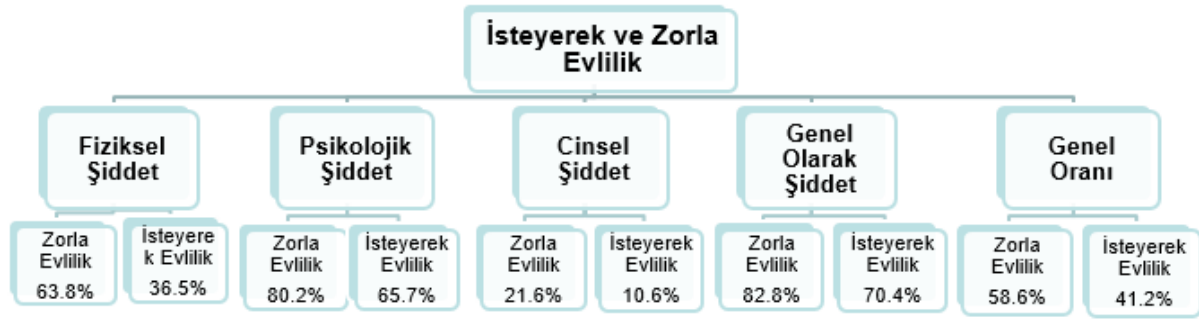 İsteyerek ve Zorla
Evlilik
Fiziksel
Şiddet
Psikolojik
Şiddet
Cinsel
Şiddet
Genel
Olarak
Şiddet
Genel
Oranı
Zorla
Evlilik
63.8%
İsteyere
k Evlilik
36.5%
Zorla
Evlilik
80.2%
İsteyerek
Evlilik
65.7%
Zorla
Evlilik
21.6%
İsteyerek
Evlilik
10.6%
Zorla
Evlilik
82.8%
İsteyerek
Evlilik
70.4%
Zorla
Evlilik
58.6%
İsteyerek
Evlilik
41.2%